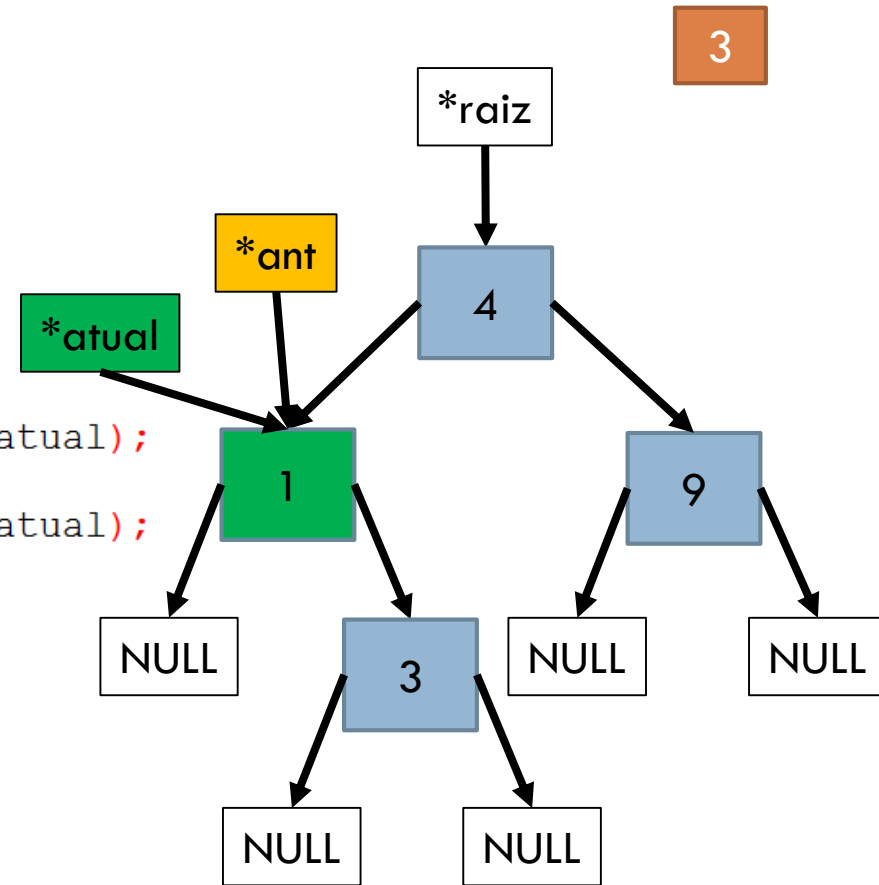 3
*raiz
*ant
4
*atual
atual);
1
9
atual);
NULL
3
NULL
NULL
NULL
NULL